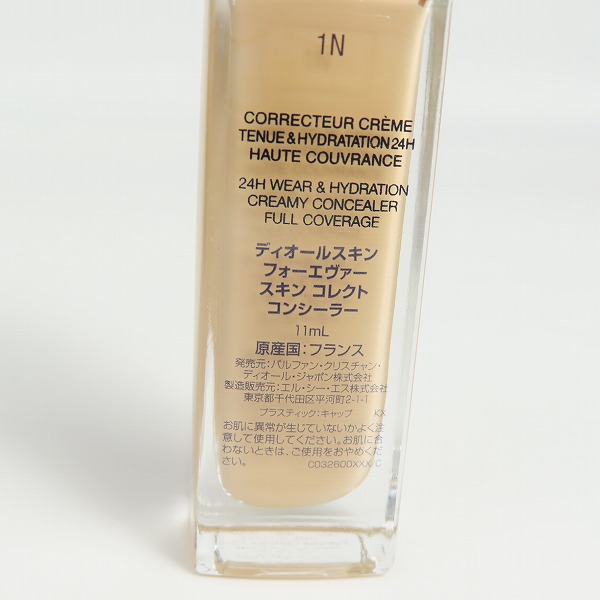 1N
CORRECTEUR CRÈME
TENUE & HYDRATATION 24H
HAUTE COUVRANCE
24H WEAR & HYDRATION
CREAMY CONCEALER
FULL COVERAGE
ディオールスキン
フォーエヴァー
スキン コレクト
コンシーラー
11mL
原産国:フランス
発売元:パルファン・クリスチャン・
ディオール・ジャポン株式会社
製造販売元:エル・シー・エス株式会社
東京都千代田区平河町2-1-1
プラスティック:キャップ KX
お肌に異常が生じていないかよく注
意して使用してください。お肌に合
わないときは、ご使用をおやめくだ
さい。 C032600XXX/C